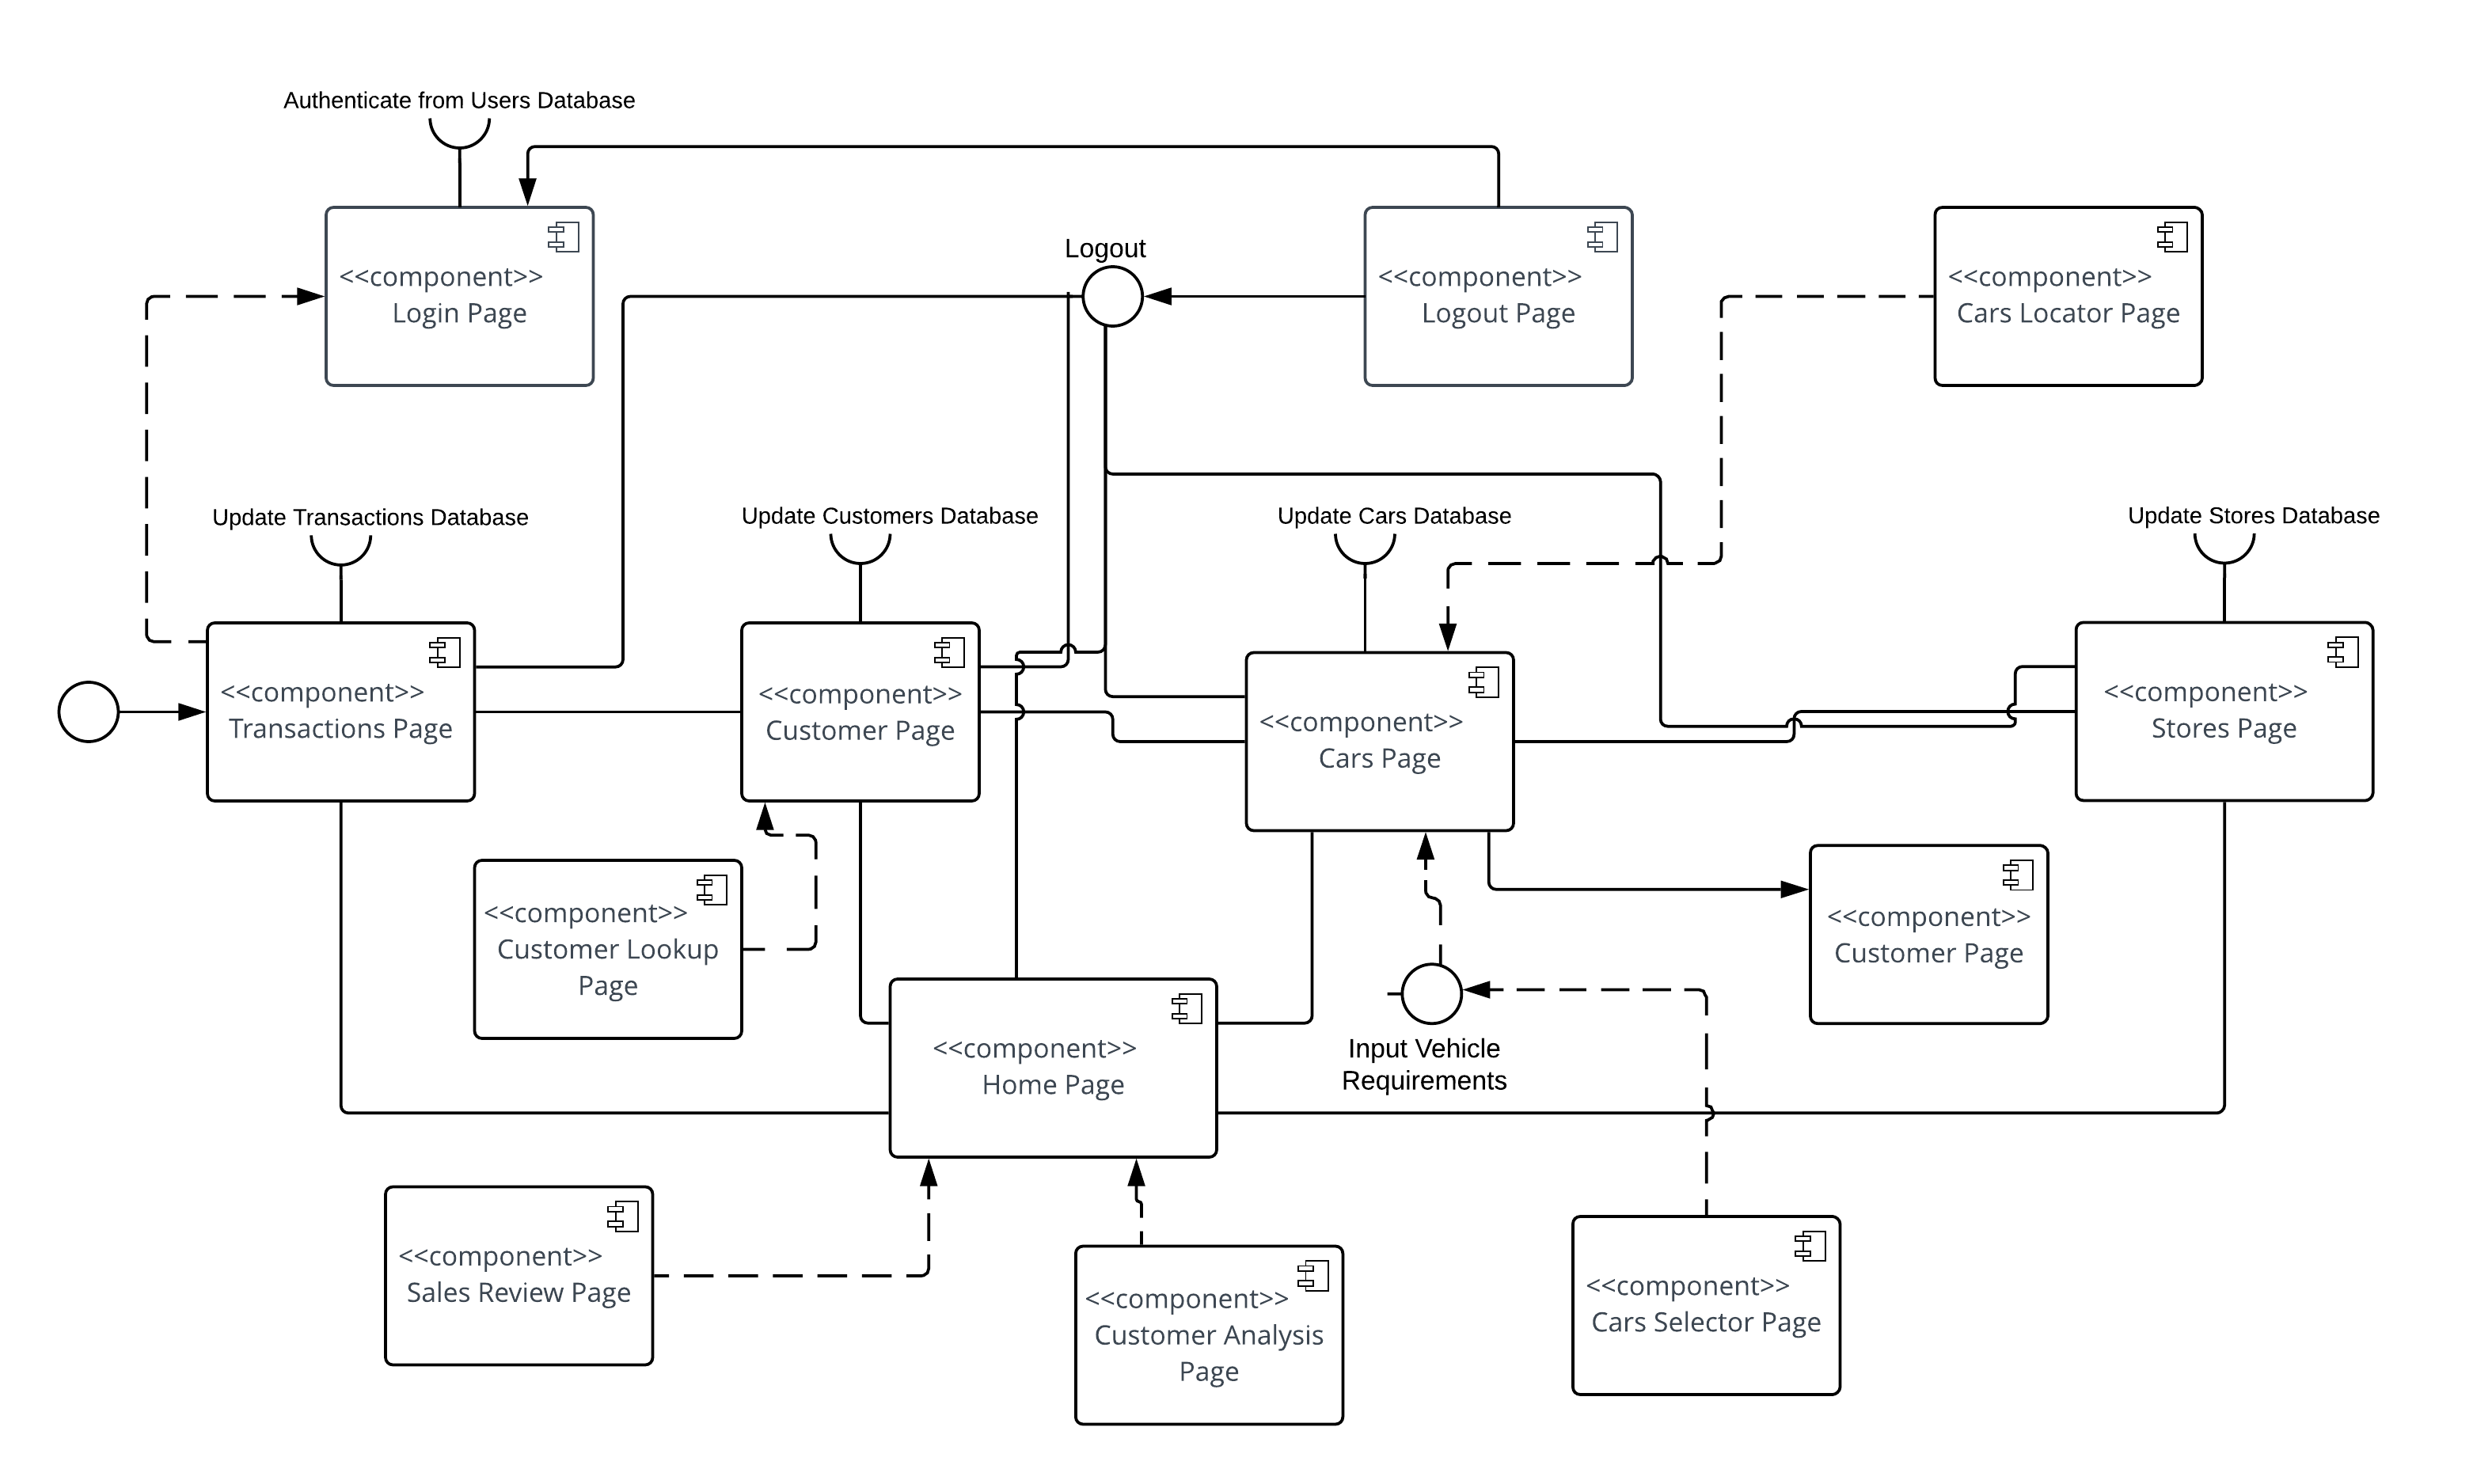 Authenticate from Users Database
<<component>>
Login Page
Logout
<<component>>
Logout Page
<<component>>
Cars Locator Page
Update Transactions Database
Update Customers Database
Update Cars Database
Update Stores Database
<<component>>
Transactions Page
<<component>>
Customer Page
<<component>>
Cars Page
<<component>>
Stores Page
<<component>>
Customer Lookup
Page
<<component>>
Customer Page
<<component>>
Home Page
Input Vehicle
Requirements
<<component>>
Sales Review Page
<<component>>
Customer Analysis
Page
<<component>>
Cars Selector Page